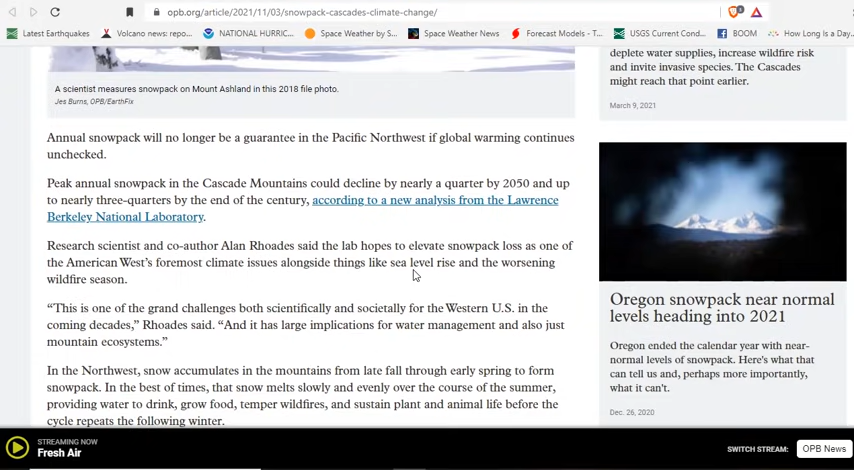 opb.org/article/2021/11/03/snowpack-cascades-climate-change/
1
Latest Earthquakes
Volcano news: repo...
NATIONAL HURRIC...
Space Weather by S...
Space Weather News
Forecast Models - T...
USGS Current Cond...
BOOM
How Long Is a Day...
A scientist measures snowpack on Mount Ashland in this 2018 file photo.
Jes Burns, OPB/EarthFix
Annual snowpack will no longer be a guarantee in the Pacific Northwest if global warming continues
unchecked.
Peak annual snowpack in the Cascade Mountains could decline by nearly a quarter by 2050 and up
to nearly three-quarters by the end of the century, according to a new analysis from the Lawrence
Berkeley National Laboratory.
Research scientist and co-author Alan Rhoades said the lab hopes to elevate snowpack loss as one of
the American West's foremost climate issues alongside things like sea level rise and the worsening
wildfire season.
“This is one of the grand challenges both scientifically and societally for the Western U.S. in the
coming decades,” Rhoades said. “And it has large implications for water management and also just
mountain ecosystems.”
In the Northwest, snow accumulates in the mountains from late fall through early spring to form
snowpack. In the best of times, that snow melts slowly and evenly over the course of the summer,
providing water to drink, grow food, temper wildfires, and sustain plant and animal life before the
cycle repeats the following winter.
deplete water supplies, increase wildfire risk
and invite invasive species. The Cascades
might reach that point earlier.
March 9, 2021
Oregon snowpack near normal
levels heading into 2021
Oregon ended the calendar year with near-
normal levels of snowpack. Here's what that
can tell us and, perhaps more importantly,
what it can't.
Dec. 26, 2020
STREAMING NOW
Fresh Air
SWITCH STREAM:
OPB News